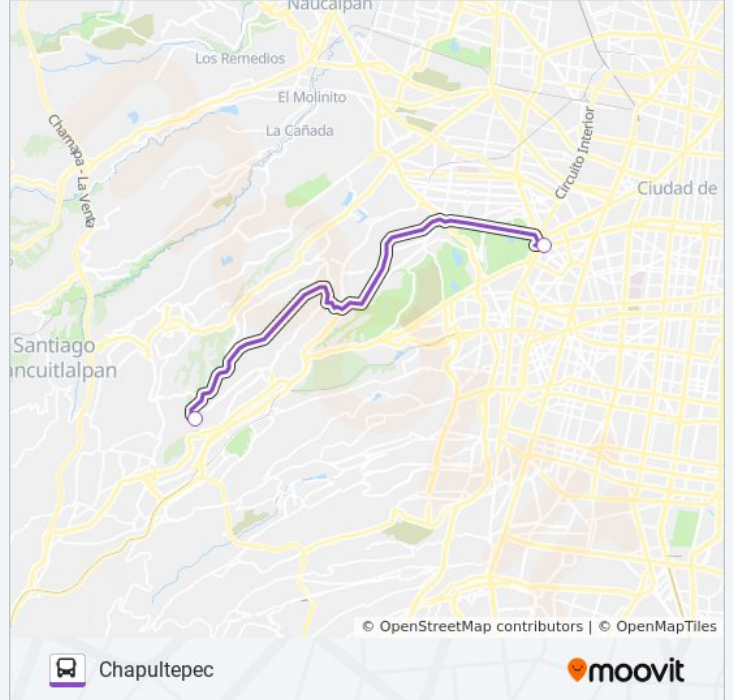 Naucalpan
Los Remedios
El Molinito
La Cañada
Chamapa - La Venta
Circuito Interior
Ciudad de
Santiago
ancuitlalpan
© OpenStreetMap contributors | © OpenMapTiles
Chapultepec
moovit